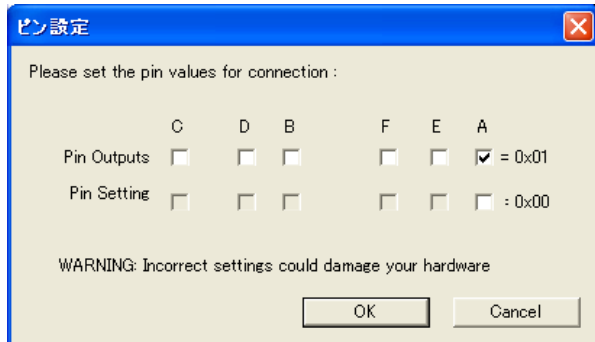 ピン設定
Please set the pin values for connection :
C D B F E A
Pin Outputs = 0x01
Pin Setting : 0x00
WARNING: Incorrect settings could damage your hardware
OK Cancel